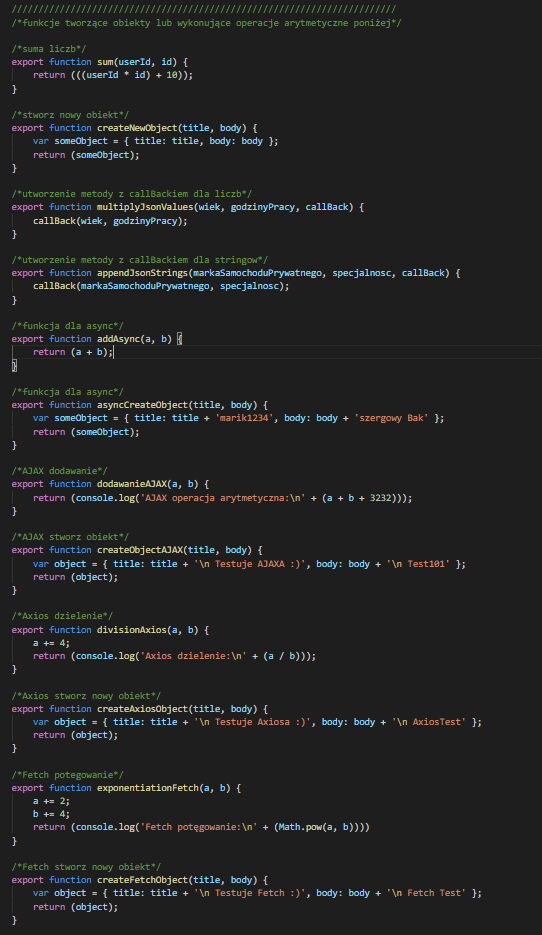 ////////////////////////////////////////////////////////////////////////
/*funkcje tworzące obiekty lub wykonujące operacje arytmetyczne poniżej*/

/*suma liczb*/
export function sum(userId, id) {
    return (((userId * id) + 10));
}

/*stworz nowy obiekt*/
export function createNewObject(title, body) {
    var someObject = { title: title, body: body };
    return (someObject);
}

/*utworzenie metody z callBackiem dla liczb*/
export function multiplyJsonValues(wiek, godzinyPracy, callBack) {
    callBack(wiek, godzinyPracy);
}

/*utworzenie metody z callBackiem dla stringow*/
export function appendJsonStrings(markaSamochoduPrywatnego, specjalnosc, callBack) {
    callBack(markaSamochoduPrywatnego, specjalnosc);
}

/*funkcja dla async*/
export function addAsync(a, b) {
    return (a + b);
}

/*funkcja dla async*/
export function asyncCreateObject(title, body) {
    var someObject = { title: title + 'marik1234', body: body + 'szergowy Bak' };
    return (someObject);
}

/*AJAX dodawanie*/
export function dodawanieAJAX(a, b) {
    return (console.log('AJAX operacja arytmetyczna:\n' + (a + b + 3232)));
}

/*AJAX stworz obiekt*/
export function createObjectAJAX(title, body) {
    var object = { title: title + '\n Testuje AJAXA :)', body: body + '\n Test101' };
    return (object);
}

/*Axios dzielenie*/
export function divisionAxios(a, b) {
    a += 4;
    return (console.log('Axios dzielenie:\n' + (a / b)));
}

/*Axios stworz nowy obiekt*/
export function createAxiosObject(title, body) {
    var object = { title: title + '\n Testuje Axiosa :)', body: body + '\n AxiosTest' };
    return (object);
}

/*Fetch potegowanie*/
export function exponentiationFetch(a, b) {
    a += 2;
    b += 4;
    return (console.log('Fetch potęgowanie:\n' + (Math.pow(a, b))))
}

/*Fetch stworz nowy obiekt*/
export function createFetchObject(title, body) {
    var object = { title: title + '\n Testuje Fetch :)', body: body + '\n Fetch Test' };
    return (object);
}